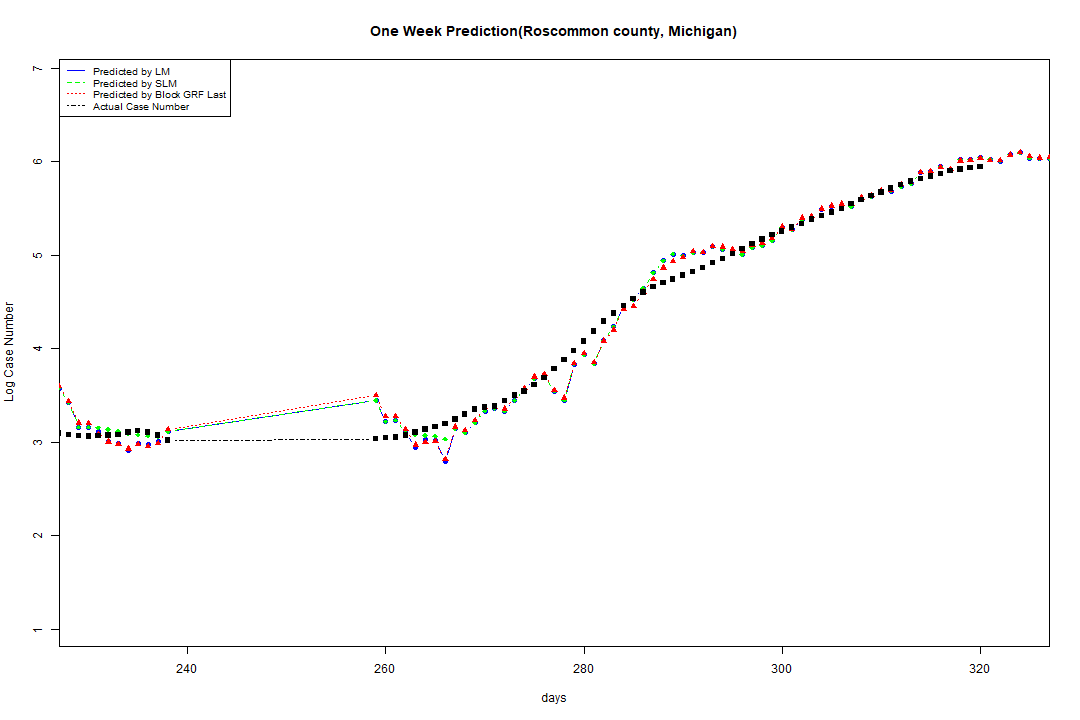 One Week Prediction(Roscommon county, Michigan)
Predicted by LM
Predicted by SLM
Predicted by Block GRF Last
Actual Case Number
7
6
5
4
3
2
1
Log Case Number
240 260 280 300 320
days